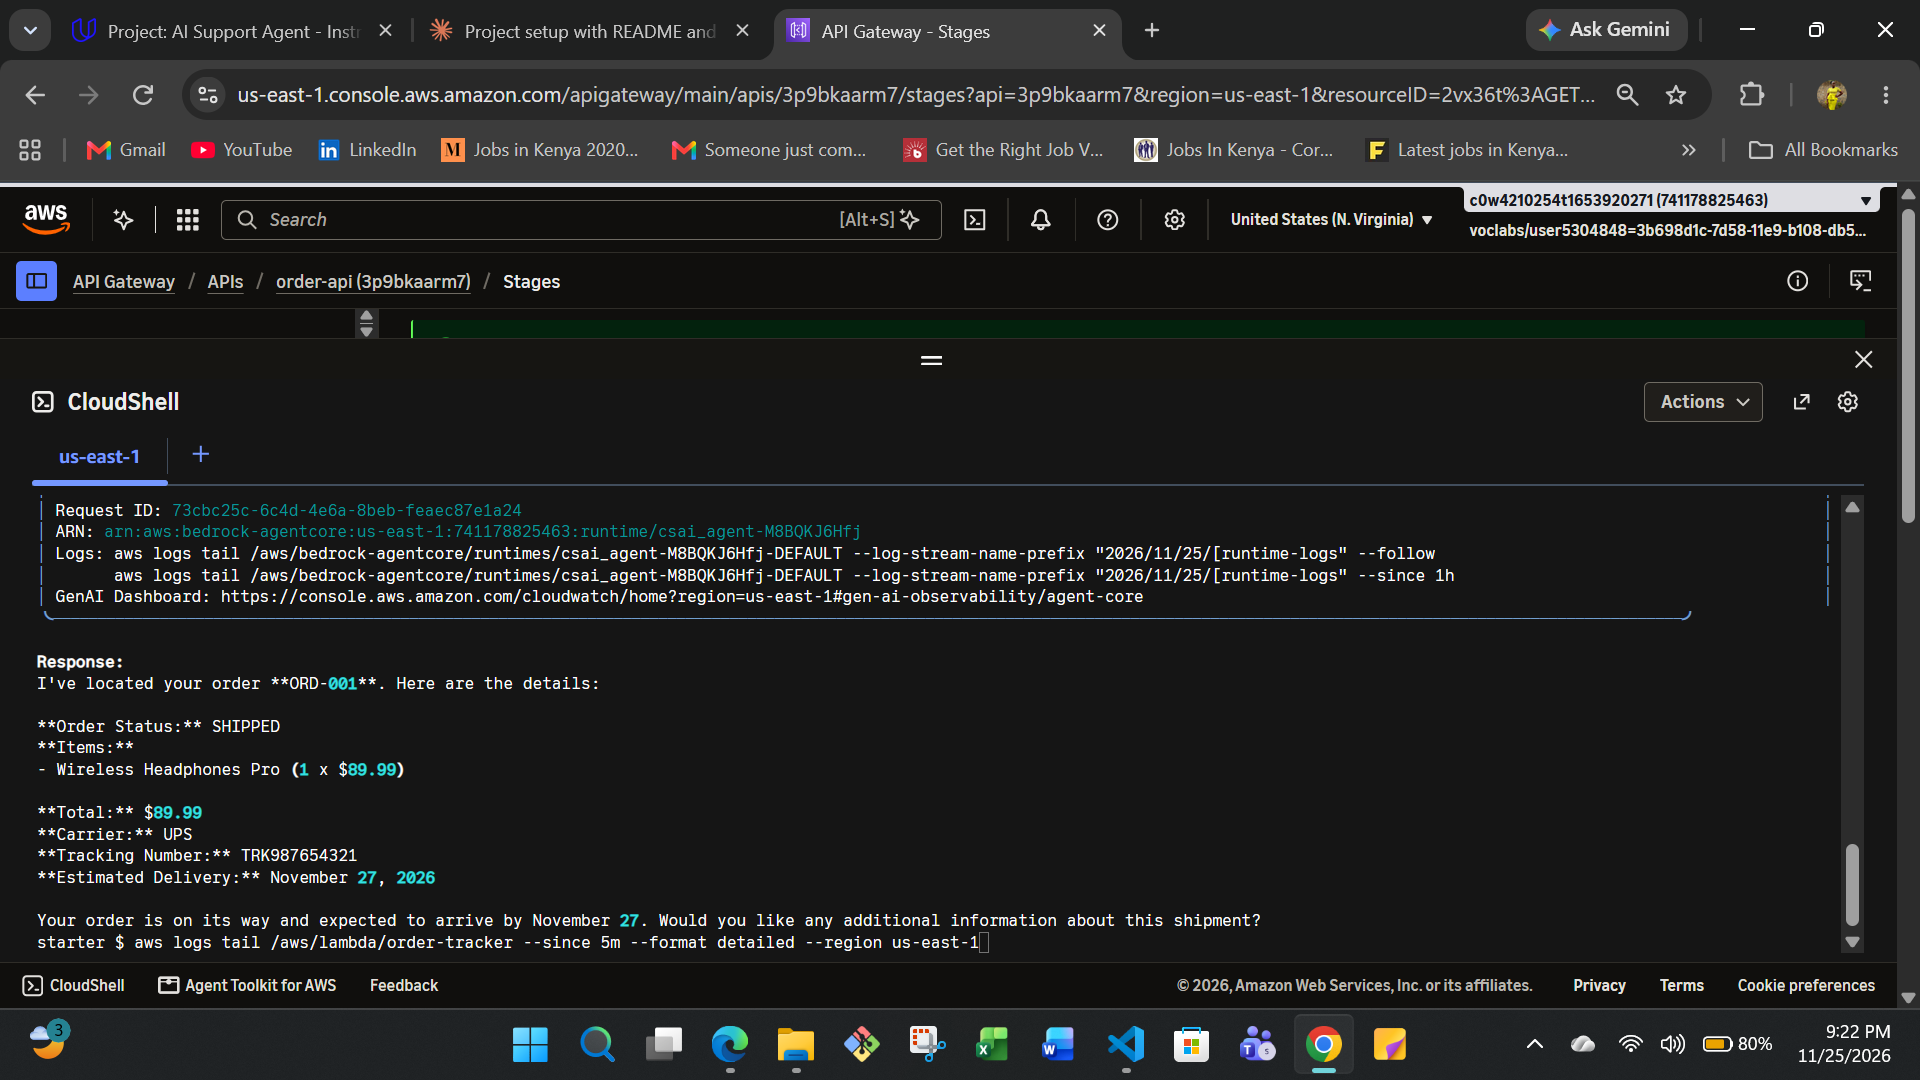 Project: AI Support Agent - Instr
Project setup with README and
API Gateway - Stages
Ask Gemini
us-east-1.console.aws.amazon.com/apigateway/main/apis/3p9bkaarm7/stages?api=3p9bkaarm7&region=us-east-1&resourceID=2vx36t%3AGET...
Gmail
YouTube
LinkedIn
Jobs in Kenya 2020...
Someone just com...
Get the Right Job V...
Jobs In Kenya - Cor...
Latest jobs in Kenya...
All Bookmarks
aws
Search
[Alt+S]
United States (N. Virginia)
c0w4210254t1653920271 (741178825463)
voclabs/user5304848=3b698d1c-7d58-11e9-b108-db5...
API Gateway / APIs / order-api (3p9bkaarm7) / Stages
CloudShell
Actions
us-east-1
Request ID: 73cbc25c-6c4d-4e6a-8beb-feaec87e1a24
ARN: arn:aws:bedrock-agentcore:us-east-1:741178825463:runtime/csai_agent-M8BQKJ6Hfj
Logs: aws logs tail /aws/bedrock-agentcore/runtimes/csai_agent-M8BQKJ6Hfj-DEFAULT --log-stream-name-prefix "2026/11/25/[runtime-logs" --follow
aws logs tail /aws/bedrock-agentcore/runtimes/csai_agent-M8BQKJ6Hfj-DEFAULT --log-stream-name-prefix "2026/11/25/[runtime-logs" --since 1h
GenAI Dashboard: https://console.aws.amazon.com/cloudwatch/home?region=us-east-1#gen-ai-observability/agent-core
Response:
I've located your order **ORD-001**. Here are the details:
**Order Status:** SHIPPED
**Items:**
- Wireless Headphones Pro (1 x $89.99)
**Total:** $89.99
**Carrier:** UPS
**Tracking Number:** TRK987654321
**Estimated Delivery:** November 27, 2026
Your order is on its way and expected to arrive by November 27. Would you like any additional information about this shipment?
starter $ aws logs tail /aws/lambda/order-tracker --since 5m --format detailed --region us-east-1
CloudShell
Agent Toolkit for AWS
Feedback
© 2026, Amazon Web Services, Inc. or its affiliates.
Privacy
Terms
Cookie preferences
3
80%
9:22 PM
11/25/2026